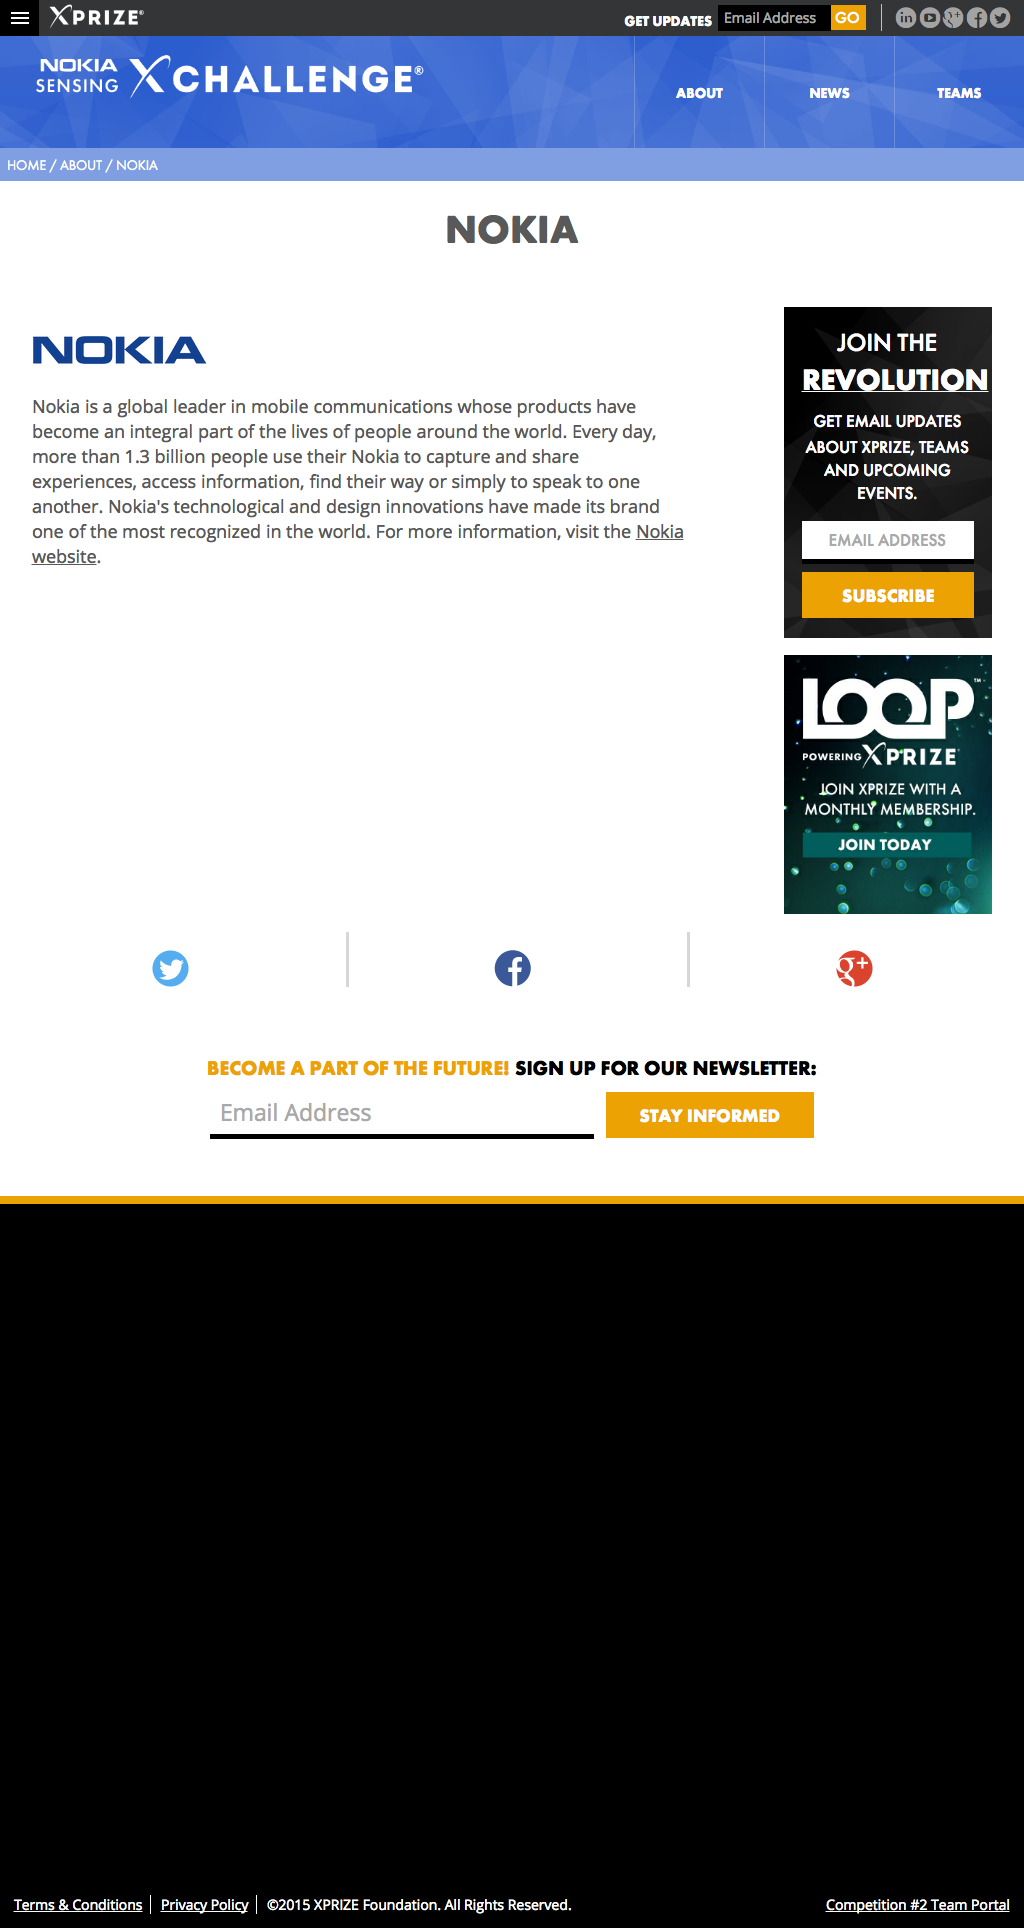 XPRIZE®
GET UPDATES Email Address GO
NOKIA
SENSING XCHALLENGE®
ABOUT NEWS TEAMS
HOME / ABOUT / NOKIA
NOKIA
NOKIA
Nokia is a global leader in mobile communications whose products have
become an integral part of the lives of people around the world. Every day,
more than 1.3 billion people use their Nokia to capture and share
experiences, access information, find their way or simply to speak to one
another. Nokia's technological and design innovations have made its brand
one of the most recognized in the world. For more information, visit the Nokia
website.
JOIN THE
REVOLUTION
GET EMAIL UPDATES
ABOUT XPRIZE, TEAMS
AND UPCOMING
EVENTS.
EMAIL ADDRESS
SUBSCRIBE
LOOP™
POWERING XPRIZE
JOIN XPRIZE WITH A
MONTHLY MEMBERSHIP.
JOIN TODAY
BECOME A PART OF THE FUTURE! SIGN UP FOR OUR NEWSLETTER:
Email Address
STAY INFORMED
Terms & Conditions Privacy Policy ©2015 XPRIZE Foundation. All Rights Reserved. Competition #2 Team Portal